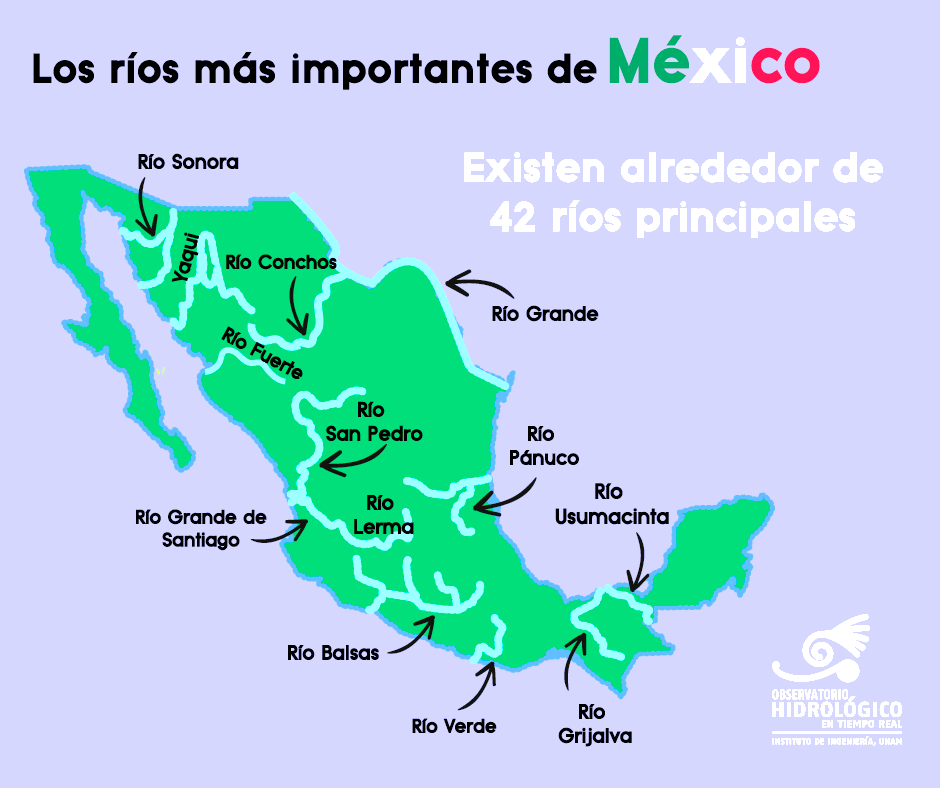 Los ríos más importantes de México
Existen alrededor de
42 ríos principales
Río Sonora
Yaqui
Río Conchos
Río Grande
Río Fuerte
Río
San Pedro
Río
Pánuco
Río
Usumacinta
Río Grande de
Santiago
Río
Lerma
Río Balsas
Río Verde
Río
Grijalva
OBSERVATORIO
HIDROLÓGICO
EN TIEMPO REAL
INSTITUTO DE INGENIERÍA, UNAM